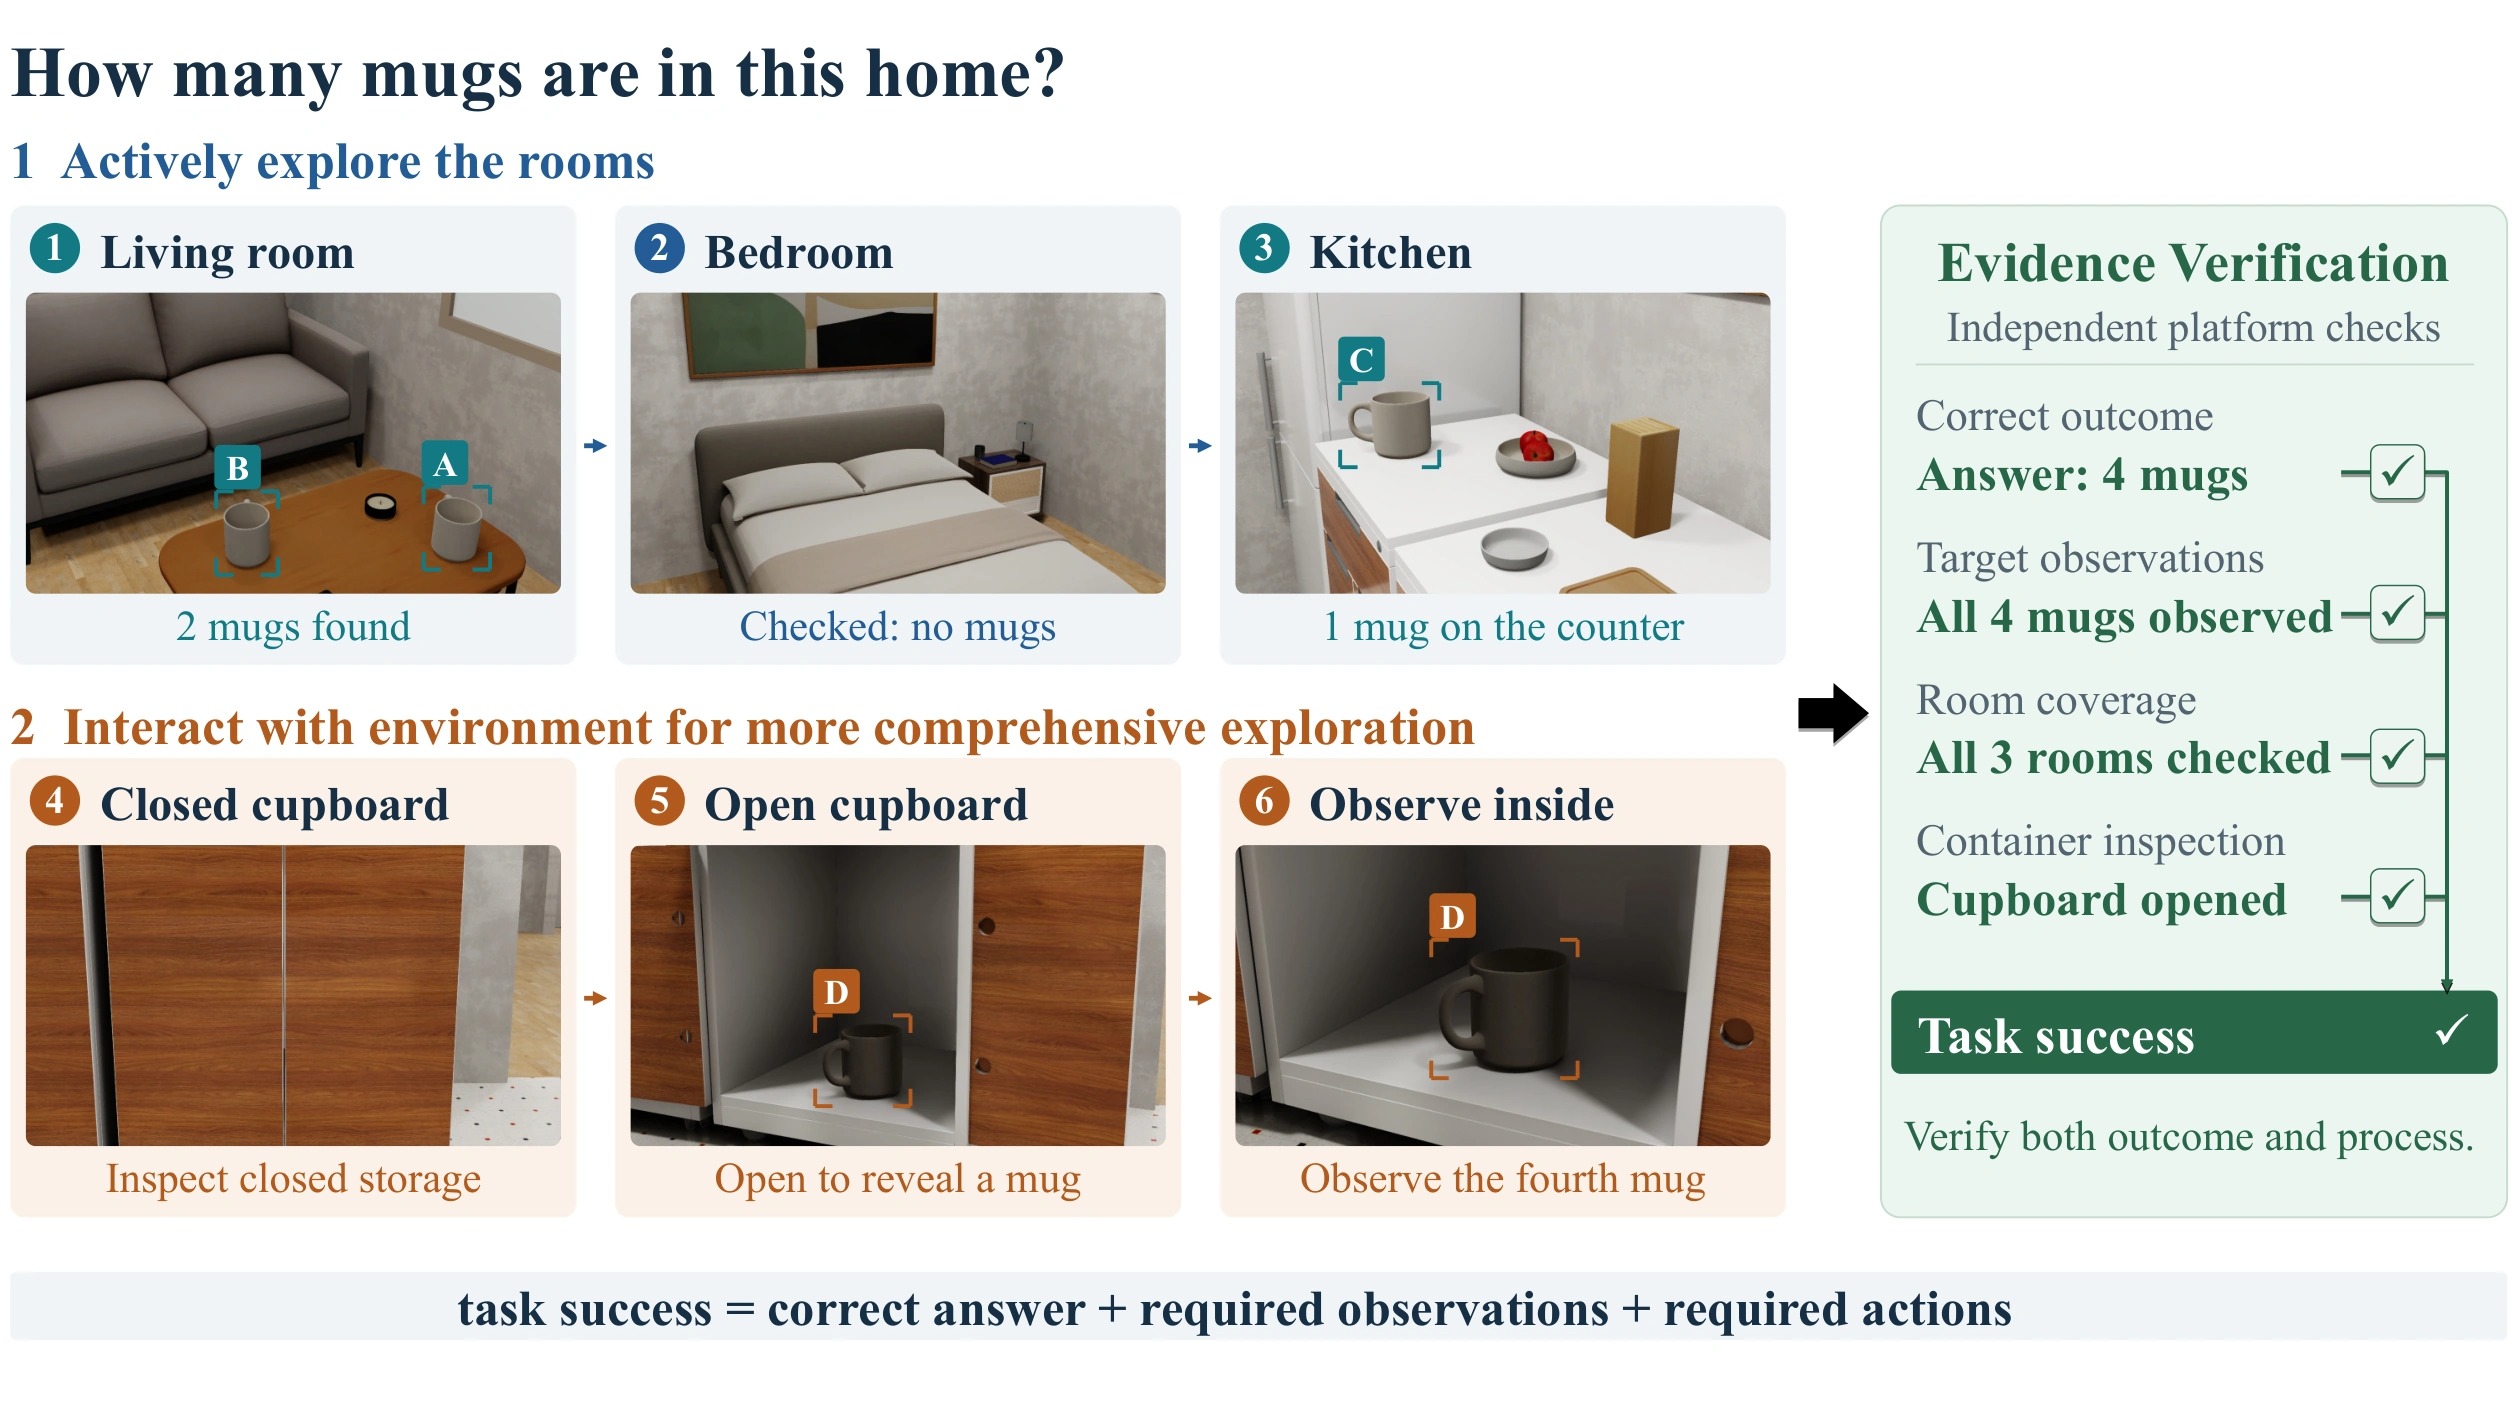 How many mugs are in this home?
1 Actively explore the rooms
1 Living room
B
A
2 mugs found
2 Bedroom
Checked: no mugs
3 Kitchen
C
1 mug on the counter
2 Interact with environment for more comprehensive exploration
4 Closed cupboard
Inspect closed storage
5 Open cupboard
D
Open to reveal a mug
6 Observe inside
D
Observe the fourth mug
Evidence Verification
Independent platform checks
Correct outcome
Answer: 4 mugs ✓
Target observations
All 4 mugs observed ✓
Room coverage
All 3 rooms checked ✓
Container inspection
Cupboard opened ✓
Task success ✓
Verify both outcome and process.
task success = correct answer + required observations + required actions